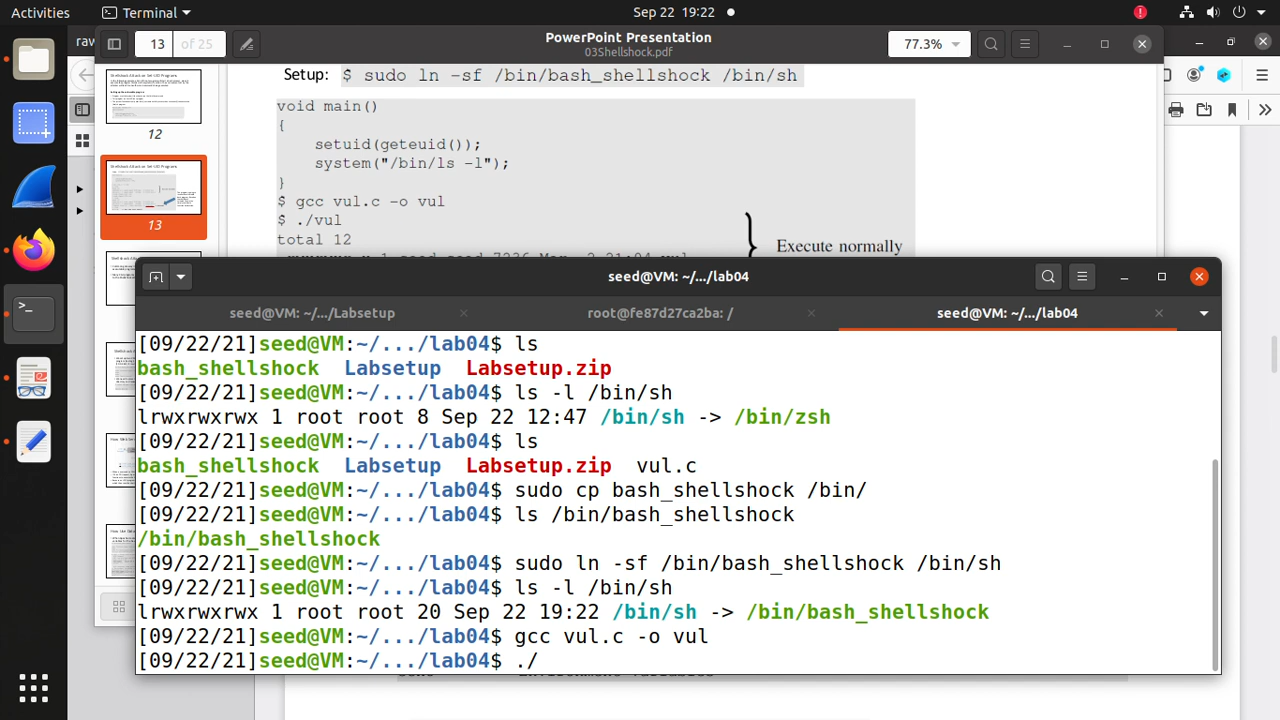 Activities
Terminal
Sep 22 19:22
raw
13
of 25
PowerPoint Presentation
03Shellshock.pdf
77.3%
12
13
Setup: $ sudo ln -sf /bin/bash_shellshock /bin/sh
void main()
{
setuid(geteuid());
system("/bin/ls -l");
}
$ gcc vul.c -o vul
$ ./vul
total 12
Execute normally
seed@VM: ~/.../lab04
seed@VM: ~/.../Labsetup
root@fe87d27ca2ba: /
seed@VM: ~/.../lab04
[09/22/21]seed@VM:~/.../lab04$ ls
bash_shellshock Labsetup Labsetup.zip
[09/22/21]seed@VM:~/.../lab04$ ls -l /bin/sh
lrwxrwxrwx 1 root root 8 Sep 22 12:47 /bin/sh -> /bin/zsh
[09/22/21]seed@VM:~/.../lab04$ ls
bash_shellshock Labsetup Labsetup.zip vul.c
[09/22/21]seed@VM:~/.../lab04$ sudo cp bash_shellshock /bin/
[09/22/21]seed@VM:~/.../lab04$ ls /bin/bash_shellshock
/bin/bash_shellshock
[09/22/21]seed@VM:~/.../lab04$ sudo ln -sf /bin/bash_shellshock /bin/sh
[09/22/21]seed@VM:~/.../lab04$ ls -l /bin/sh
lrwxrwxrwx 1 root root 20 Sep 22 19:22 /bin/sh -> /bin/bash_shellshock
[09/22/21]seed@VM:~/.../lab04$ gcc vul.c -o vul
[09/22/21]seed@VM:~/.../lab04$ ./